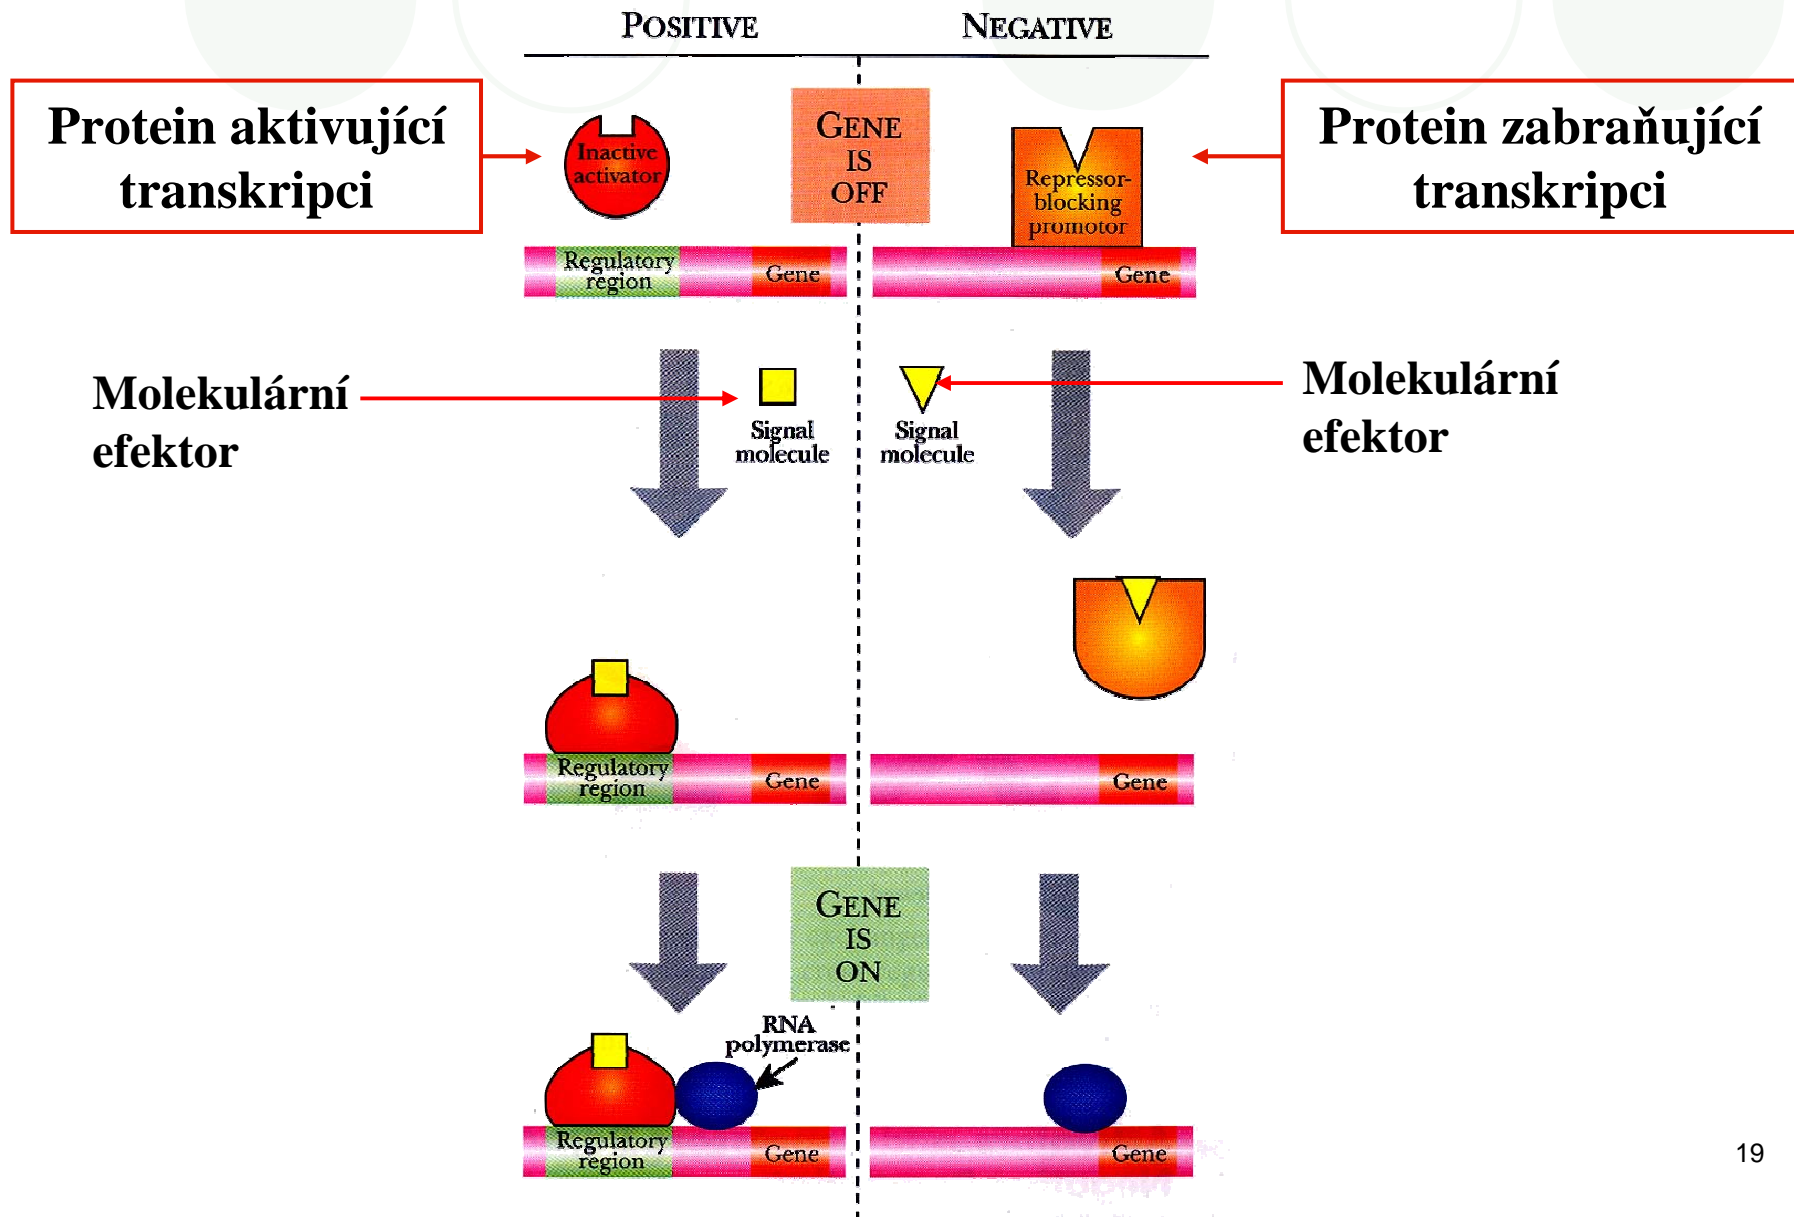 POSITIVE
NEGATIVE
Protein aktivující
transkripci
Inactive
activator
GENE
IS
OFF
Repressor-
blocking
promotor
Protein zabraňující
transkripci
Regulatory
region
Gene
Gene
Molekulární
efektor
Signal
molecule
Signal
molecule
Molekulární
efektor
Regulatory
region
Gene
Gene
GENE
IS
ON
RNA
polymerase
Regulatory
region
Gene
Gene
19